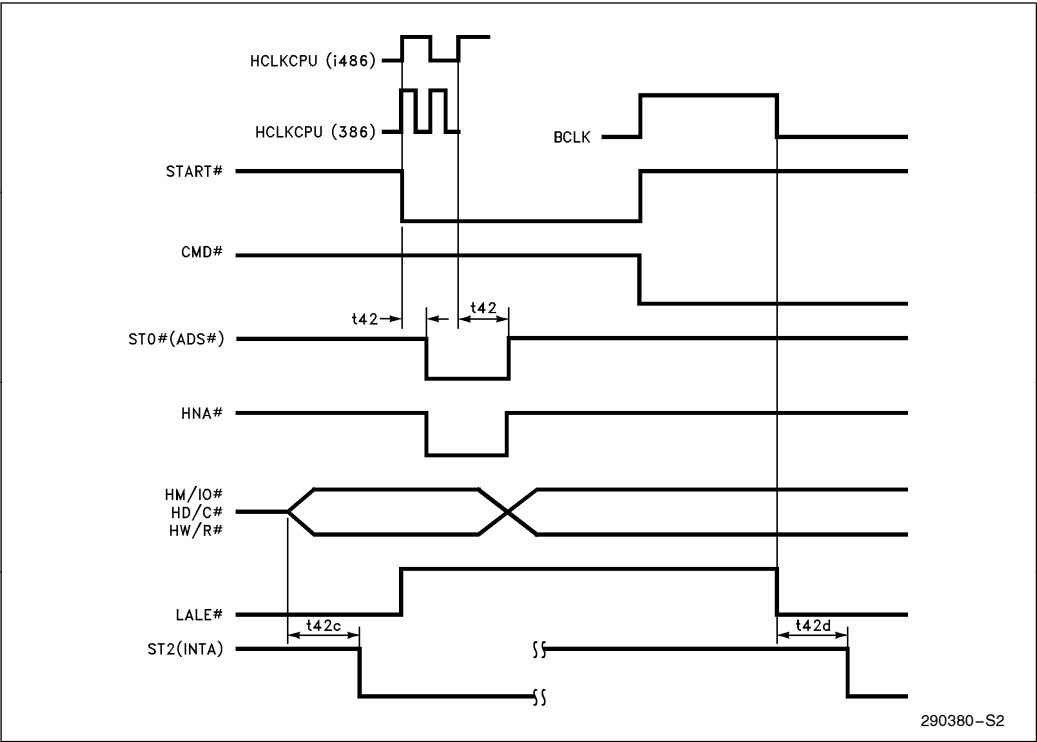 HCLKCPU (i486)
HCLKCPU (386)
BCLK
START#
CMD#
t42
t42
ST0#(ADS#)
HNA#
HM/IO#
HD/C#
HW/R#
LALE#
t42c
t42d
ST2(INTA)
290380-S2